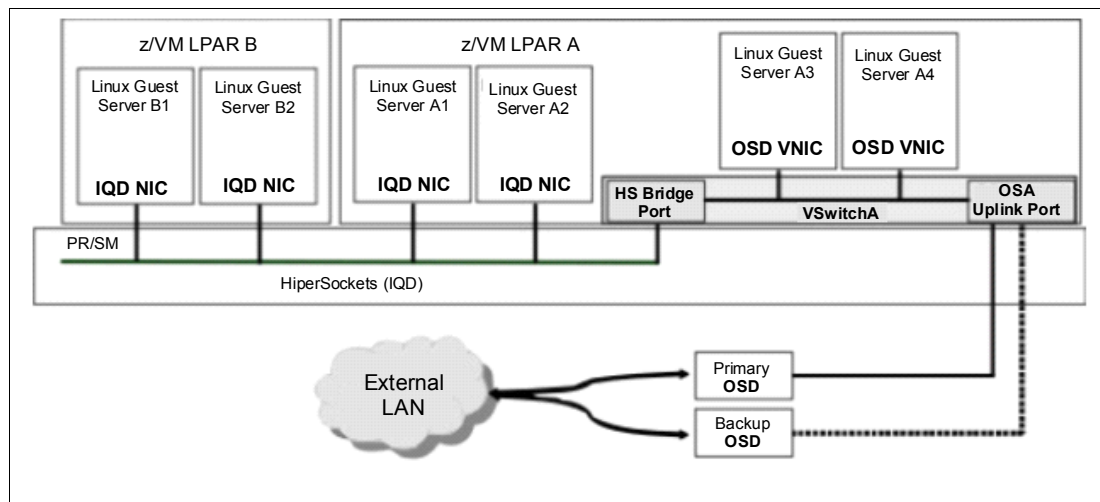 z/VM LPAR B
z/VM LPAR A
Linux Guest
Server B1
IQD NIC
Linux Guest
Server B2
IQD NIC
Linux Guest
Server A1
IQD NIC
Linux Guest
Server A2
IQD NIC
Linux Guest
Server A3
OSD VNIC
Linux Guest
Server A4
OSD VNIC
HS Bridge
Port
VSwitchA
OSA
Uplink Port
PR/SM
HiperSockets (IQD)
External
LAN
Primary
OSD
Backup
OSD